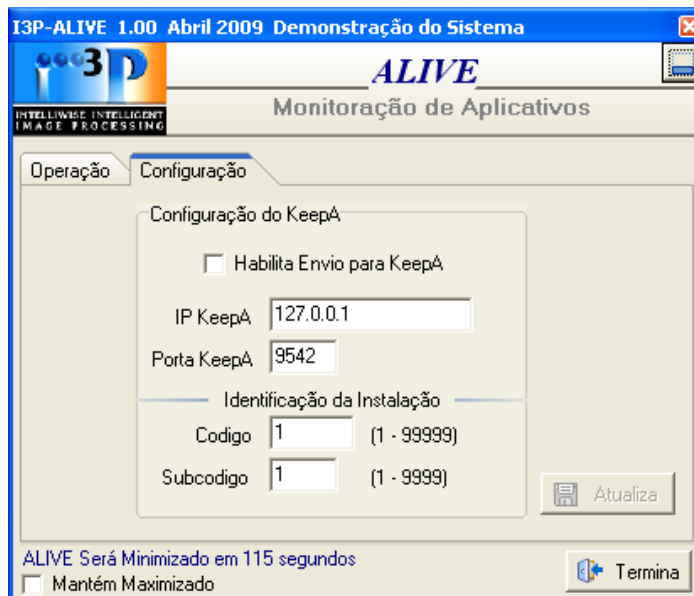 I3P-ALIVE 1.00 Abril 2009 Demonstração do Sistema
3P
INTELLIWISE INTELLIGENT
IMAGE PROCESSING
ALIVE
Monitoração de Aplicativos
Operação Configuração
Configuração do KeepA
Habilita Envio para KeepA
IP KeepA 127.0.0.1
Porta KeepA 9542
Identificação da Instalação
Codigo 1 (1 - 99999)
Subcodigo 1 (1 - 9999)
Atualiza
ALIVE Será Minimizado em 115 segundos
Mantém Maximizado
Termina